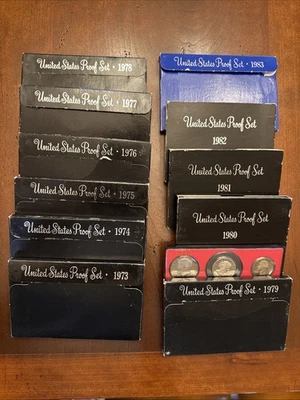 United States Proof Set · 1978
United States Proof Set · 1977
United States Proof Set · 1976
United States Proof Set · 1975
United States Proof Set · 1974
United States Proof Set · 1973
United States Proof Set · 1983
United States Proof Set
1982
United States Proof Set
1981
United States Proof Set
1980
United States Proof Set · 1979